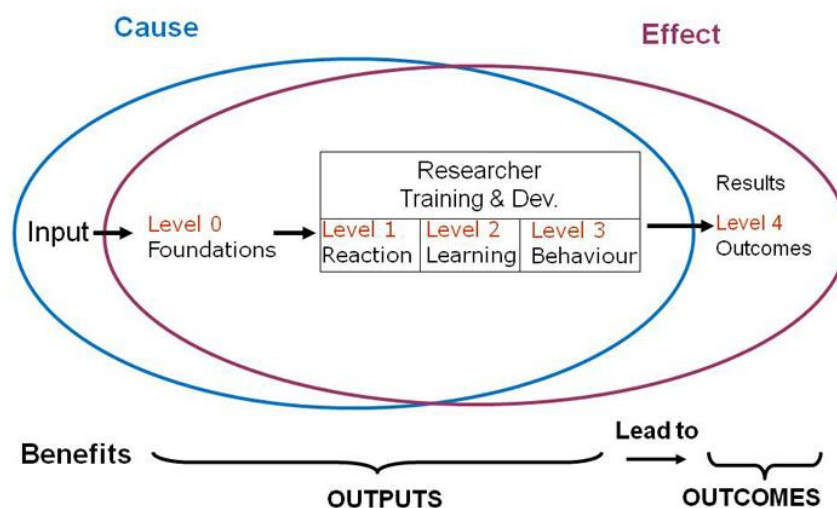 Cause
Effect
Researcher
Training & Dev.
Results
Input
Level 0
Foundations
Level 1
Reaction
Level 2
Learning
Level 3
Behaviour
Level 4
Outcomes
Benefits
Lead to
OUTPUTS
OUTCOMES